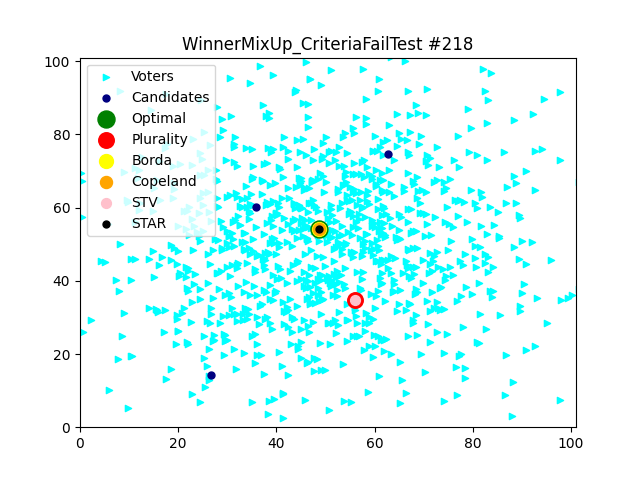 WinnerMixUp_CriteriaFailTest #218
100
80
60
40
20
0
0 20 40 60 80 100
Voters
Candidates
Optimal
Plurality
Borda
Copeland
STV
STAR